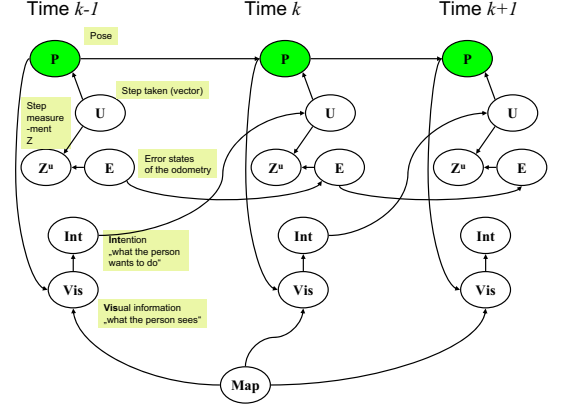 Time k-1
Time k
Time k+1
Pose
P
P
P
Step taken (vector)
Step
measure
-ment
Z
U
U
U
Zᵘ
E
Error states
of the odometry
Zᵘ
E
Zᵘ
E
Int
Int
Int
Intention
„what the person
wants to do“
Vis
Vis
Vis
Visual information
„what the person sees“
Map